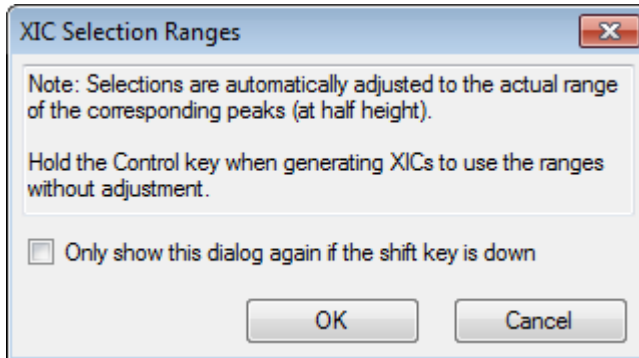 XIC Selection Ranges
Note: Selections are automatically adjusted to the actual range
of the corresponding peaks (at half height).
Hold the Control key when generating XICs to use the ranges
without adjustment.
Only show this dialog again if the shift key is down
OK
Cancel